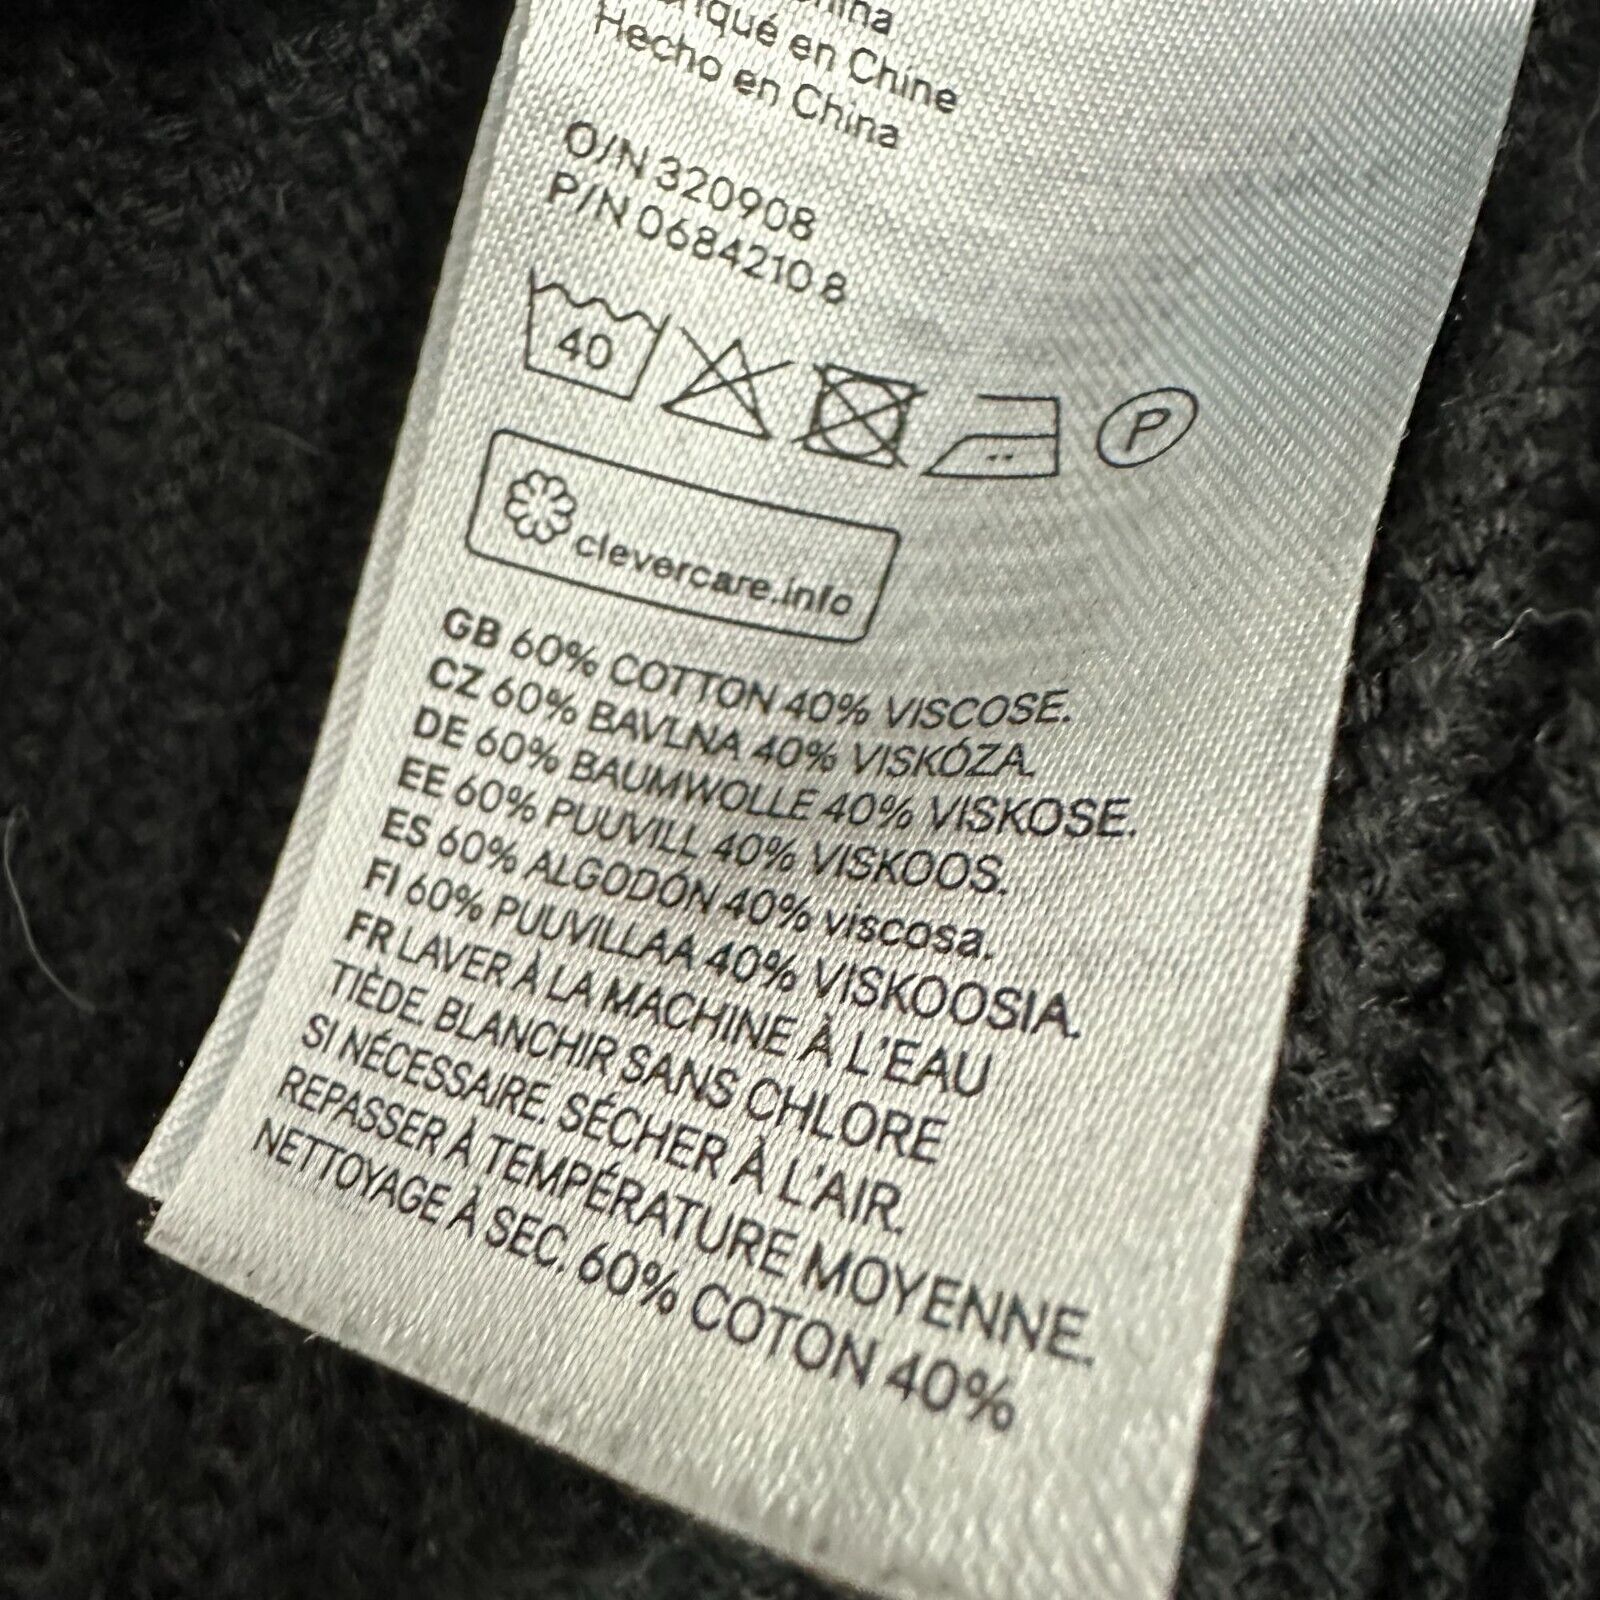 en Chine
Hecho en China
O/N 320908
P/N 0684210 8
40
P
clevercare.info
GB 60% COTTON 40% VISCOSE.
CZ 60% BAVLNA 40% VISKÓZA.
DE 60% BAUMWOLLE 40% VISKOSE.
EE 60% PUUVILL 40% VISKOOS.
ES 60% ALGODÓN 40% viscosa.
FI 60% PUUVILLAA 40% VISKOOSIA.
FR LAVER À LA MACHINE À L'EAU
TIÈDE. BLANCHIR SANS CHLORE
SI NÉCESSAIRE. SÉCHER À L'AIR.
REPASSER À TEMPÉRATURE MOYENNE.
NETTOYAGE À SEC. 60% COTON 40%